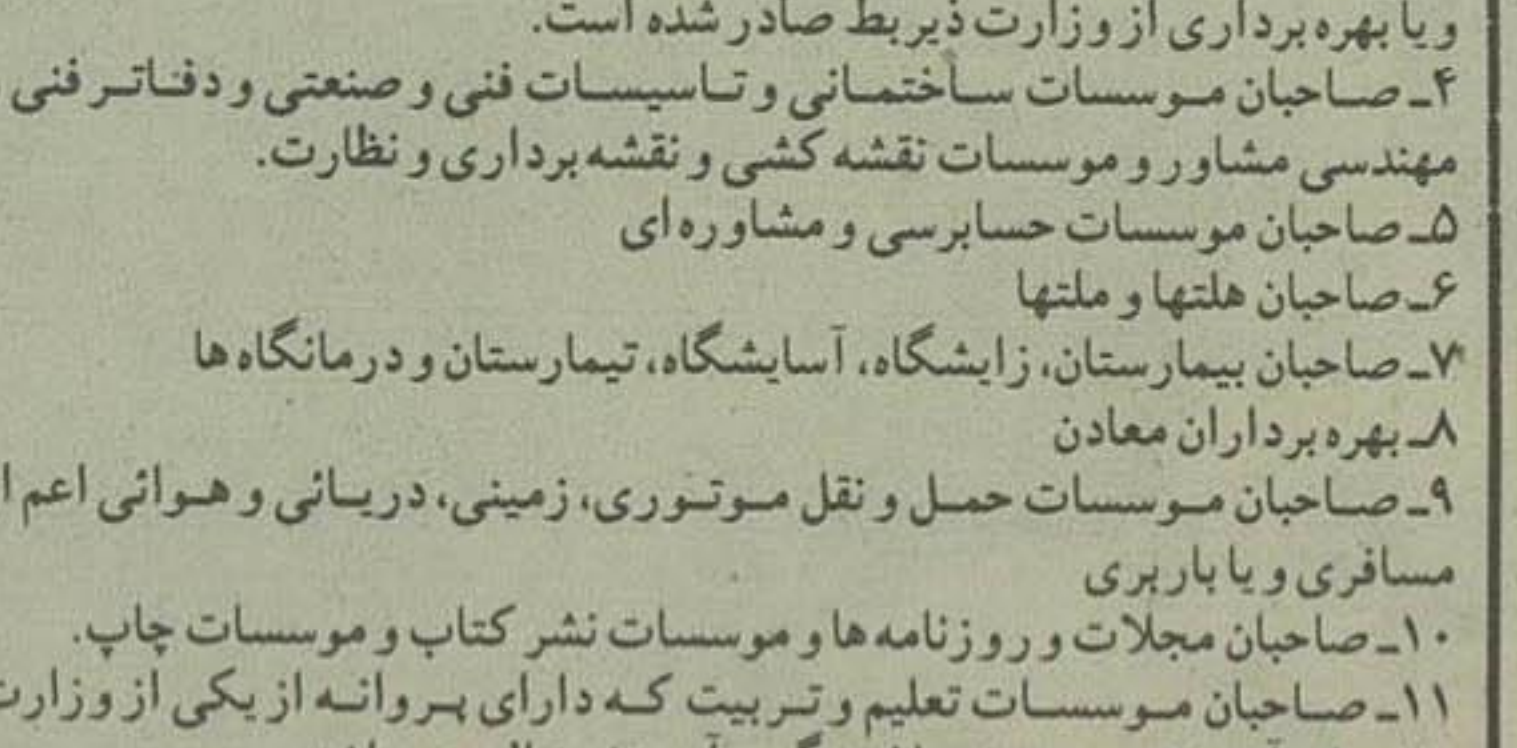 ویا بهره برداری از وزارت ذیربط صادر شده است.
۴ـ صاحبان موسسات ساختمانی و تاسیسات فنی و صنعتی و دفاتر فنی
مهندسی مشاور و موسسات نقشه کشی و نقشه برداری و نظارت.
۵ـ صاحبان موسسات حسابرسی و مشاوره ای
۶ـ صاحبان هلتها و ملتها
۷ـ صاحبان بیمارستان، زایشگاه، آسایشگاه، تیمارستان و درمانگاه ها
۸ـ بهره برداران معادن
۹ـ صاحبان موسسات حمل و نقل موتوری، زمینی، دریائی و هوائی اعم ا
مسافری و یا باربری
۱۰ـ صاحبان مجلات و روزنامه ها و موسسات نشر کتاب و موسسات چاپ.
۱۱ـ صاحبان موسسات تعلیم و تربیت که دارای پروانه از یکی از وزارت